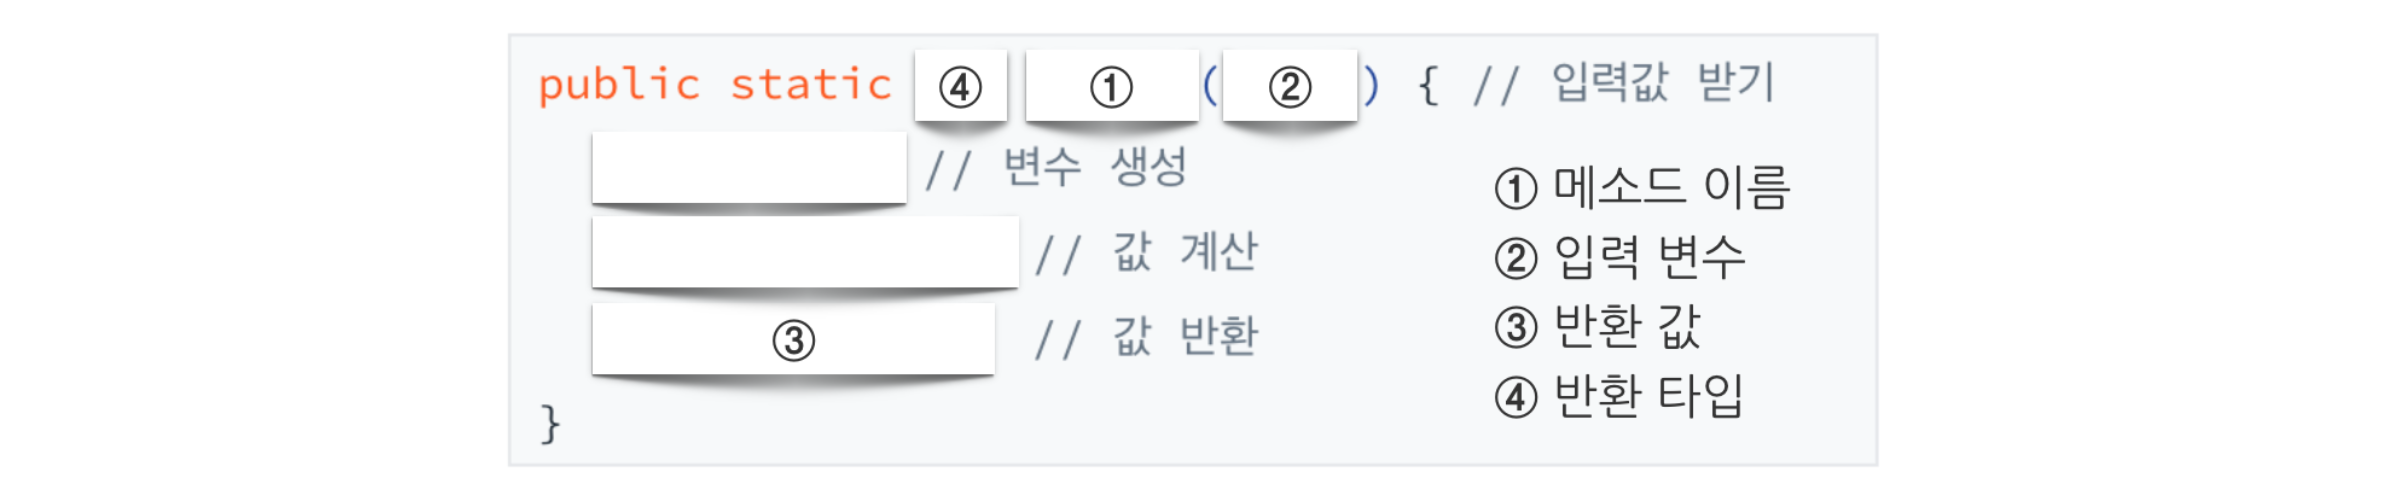 public static ④ ① ( ② ) { // 입력값 받기
// 변수 생성
// 값 계산
③ // 값 반환
}
① 메소드 이름
② 입력 변수
③ 반환 값
④ 반환 타입